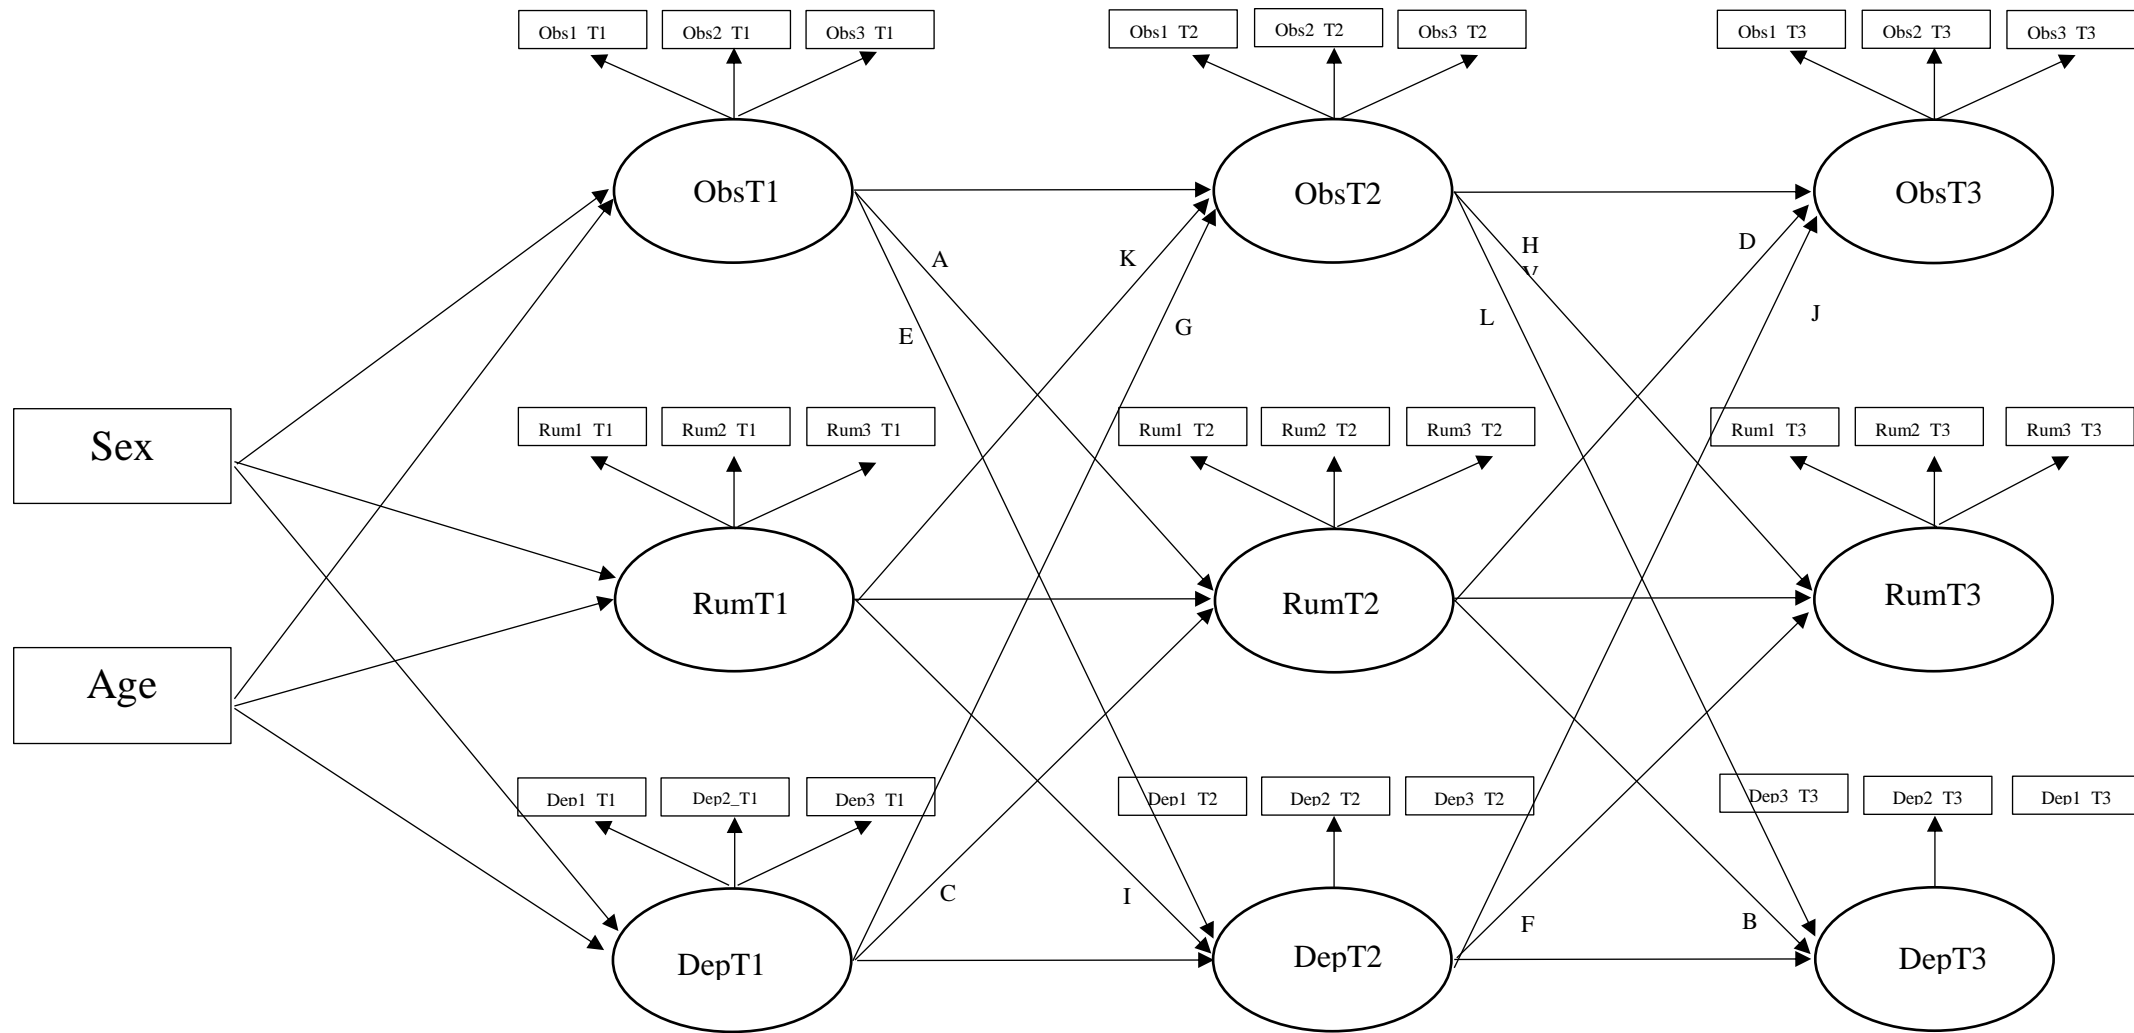 Obs1 T1
Obs2 T1
Obs3 T1
Obs1 T2
Obs2 T2
Obs3 T2
Obs1 T3
Obs2 T3
Obs3 T3
ObsT1
ObsT2
ObsT3
A
K
H
D
E
G
L
J
Sex
Rum1 T1
Rum2 T1
Rum3 T1
Rum1 T2
Rum2 T2
Rum3 T2
Rum1 T3
Rum2 T3
Rum3 T3
RumT1
RumT2
RumT3
Age
Dep1 T1
Dep2_T1
Dep3 T1
Dep1 T2
Dep2 T2
Dep3 T2
Dep3 T3
Dep2 T3
Dep1 T3
C
I
F
B
DepT1
DepT2
DepT3